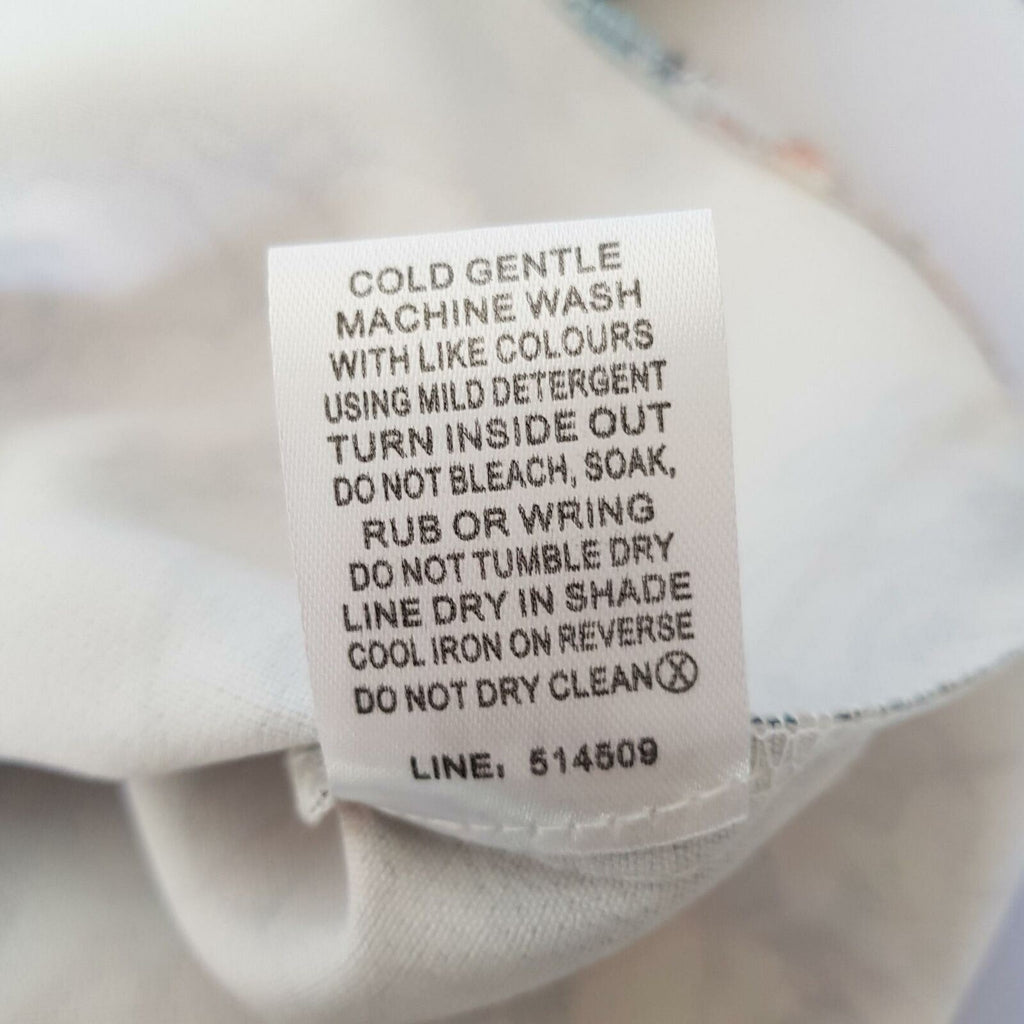 COLD GENTLE
MACHINE WASH
WITH LIKE COLOURS
USING MILD DETERGENT
TURN INSIDE OUT
DO NOT BLEACH, SOAK,
RUB OR WRING
DO NOT TUMBLE DRY
LINE DRY IN SHADE
COOL IRON ON REVERSE
DO NOT DRY CLEANⓧ
LINE: 514509